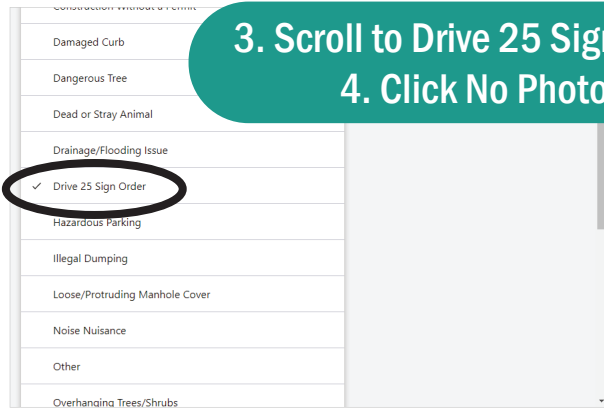 Construction Without a Permit
3. Scroll to Drive 25 Sign
4. Click No Photo
Damaged Curb
Dangerous Tree
Dead or Stray Animal
Drainage/Flooding Issue
✓ Drive 25 Sign Order
Hazardous Parking
Illegal Dumping
Loose/Protruding Manhole Cover
Noise Nuisance
Other
Overhanging Trees/Shrubs